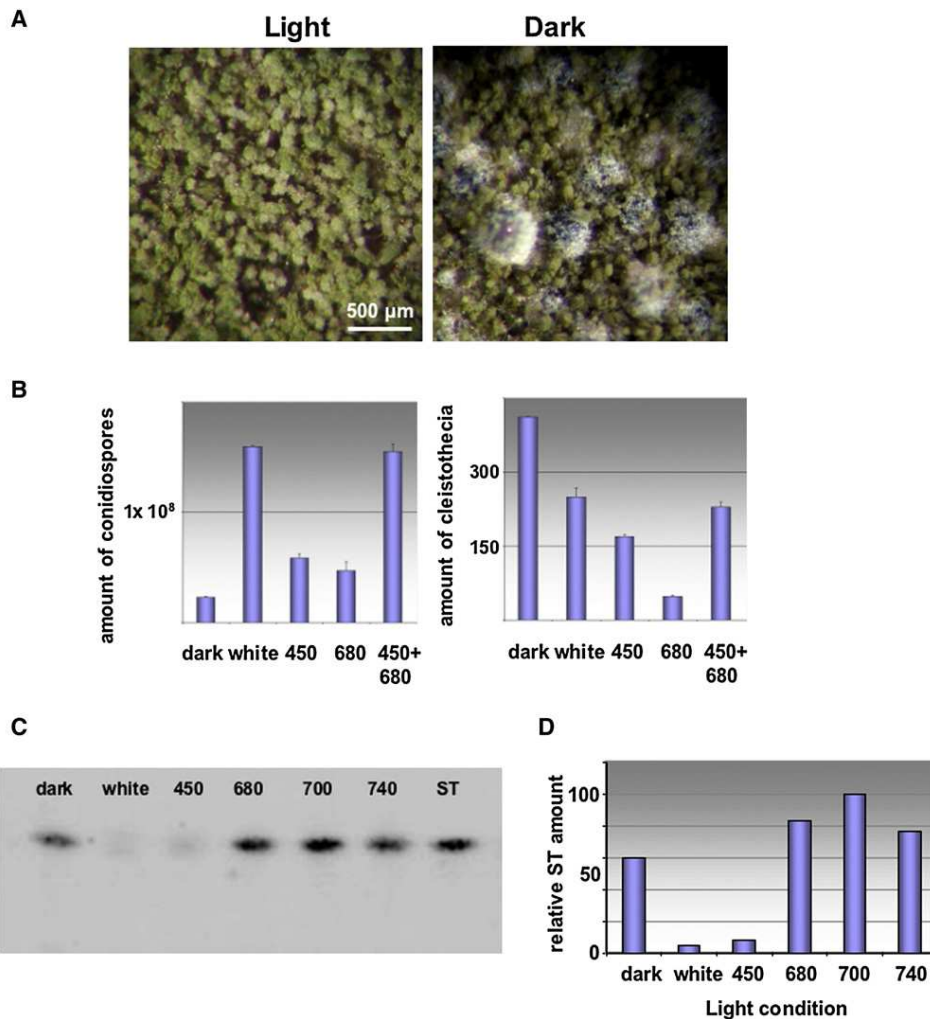 A
Light Dark
500 µm
B
amount of conidiospores
1x 10⁸
dark white 450 680 450+
680
amount of cleistothecia
300
150
dark white 450 680 450+
680
C
dark white 450 680 700 740 ST
D
relative ST amount
100
50
0
dark white 450 680 700 740
Light condition